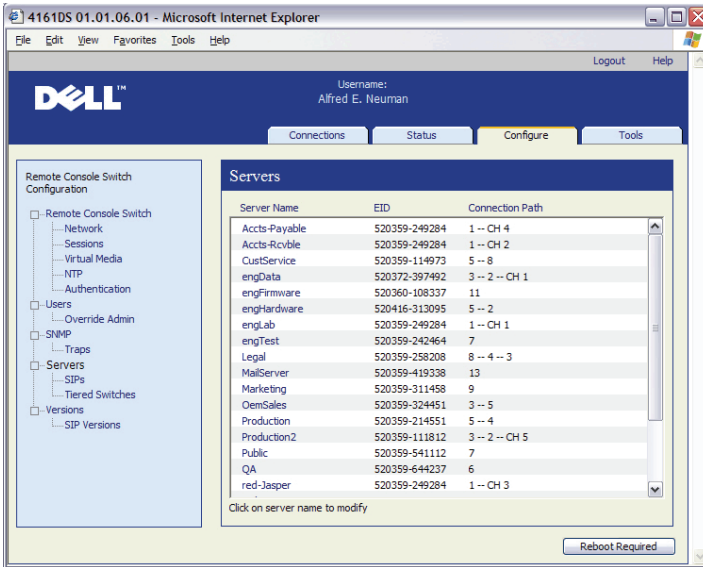 4161DS 01.01.06.01 - Microsoft Internet Explorer
File Edit View Favorites Tools Help
Logout Help
DELL™
Username:
Alfred E. Neuman
Connections Status Configure Tools
Remote Console Switch
Configuration
Remote Console Switch
Network
Sessions
Virtual Media
NTP
Authentication
Users
Override Admin
SNMP
Traps
Servers
SIPs
Tiered Switches
Versions
SIP Versions
Servers
Server Name EID Connection Path
Accts-Payable 520359-249284 1 -- CH 4
Accts-Rcvble 520359-249284 1 -- CH 2
CustService 520359-114973 5 -- 8
engData 520372-397492 3 -- 2 -- CH 1
engFirmware 520360-108337 11
engHardware 520416-313095 5 -- 2
engLab 520359-249284 1 -- CH 1
engTest 520359-242464 7
Legal 520359-258208 8 -- 4 -- 3
MailServer 520359-419338 13
Marketing 520359-311458 9
OemSales 520359-324451 3 -- 5
Production 520359-214551 5 -- 4
Production2 520359-111812 3 -- 2 -- CH 5
Public 520359-541112 7
QA 520359-644237 6
red-Jasper 520359-249284 1 -- CH 3
Click on server name to modify
Reboot Required